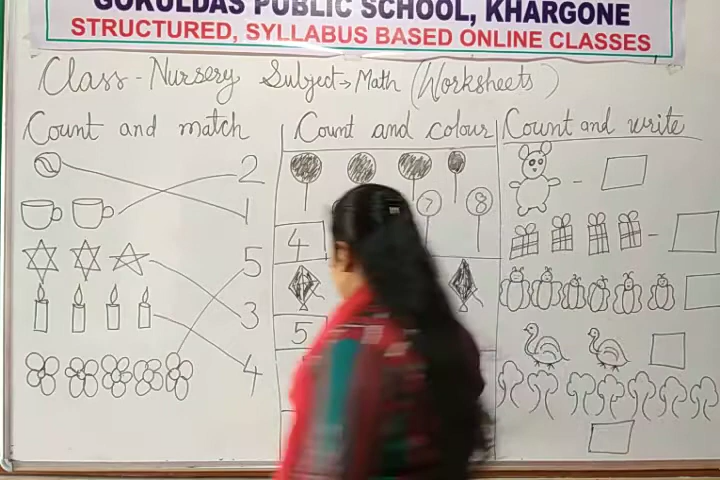 GOKULDAS PUBLIC SCHOOL, KHARGONE
STRUCTURED, SYLLABUS BASED ONLINE CLASSES
Class - Nursery Subject → Math (Worksheets)
Count and match
2
1
5
3
4
Count and colour
7
8
4
5
Count and write